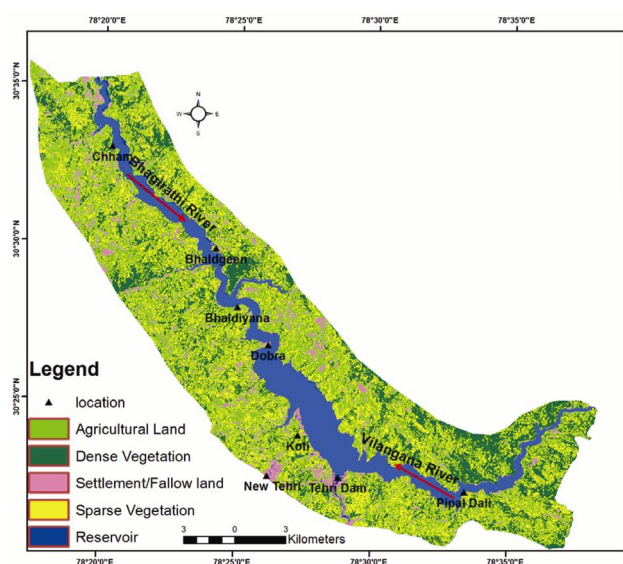 78°20'0"E 78°25'0"E 78°30'0"E 78°35'0"E
30°35'0"N
N
W E
S
Chham
Bhagirathi River
30°30'0"N
Bhaldgeen
Bhaldiyana
Dobra
30°25'0"N
Legend
location
Agricultural Land
Dense Vegetation
Settlement/Fallow land
Sparse Vegetation
Reservoir
Koti
Vilangana River
New Tehri
Tehri Dam
Pipal Dali
3 0 3
Kilometers
78°20'0"E 78°25'0"E 78°30'0"E 78°35'0"E